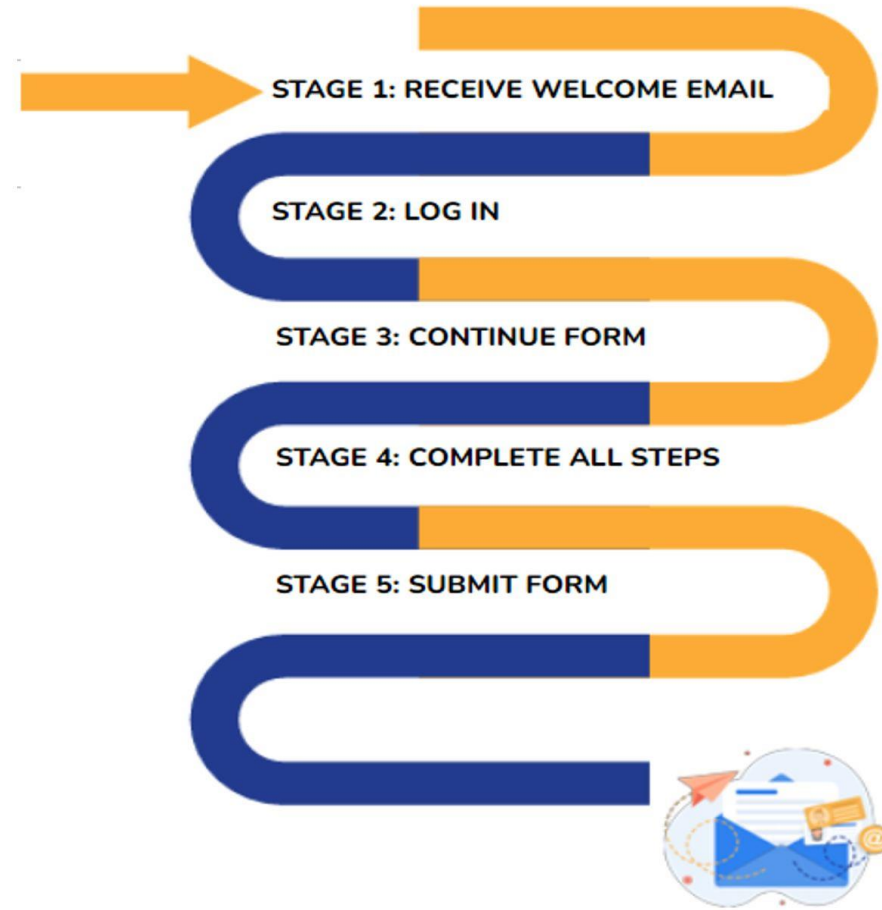 STAGE 1: RECEIVE WELCOME EMAIL
STAGE 2: LOG IN
STAGE 3: CONTINUE FORM
STAGE 4: COMPLETE ALL STEPS
STAGE 5: SUBMIT FORM
@